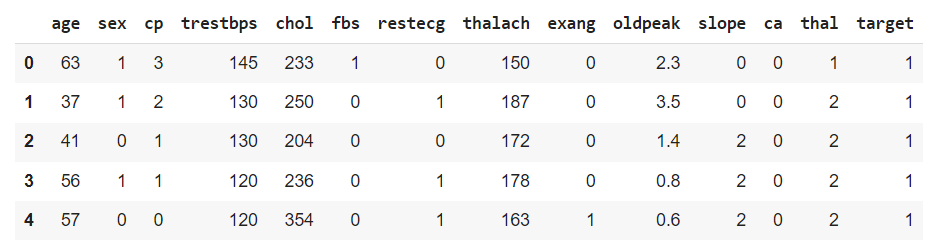 age sex cp trestbps chol fbs restecg thalach exang oldpeak slope ca thal target
0 63 1 3 145 233 1 0 150 0 2.3 0 0 1 1
1 37 1 2 130 250 0 1 187 0 3.5 0 0 2 1
2 41 0 1 130 204 0 0 172 0 1.4 2 0 2 1
3 56 1 1 120 236 0 1 178 0 0.8 2 0 2 1
4 57 0 0 120 354 0 1 163 1 0.6 2 0 2 1